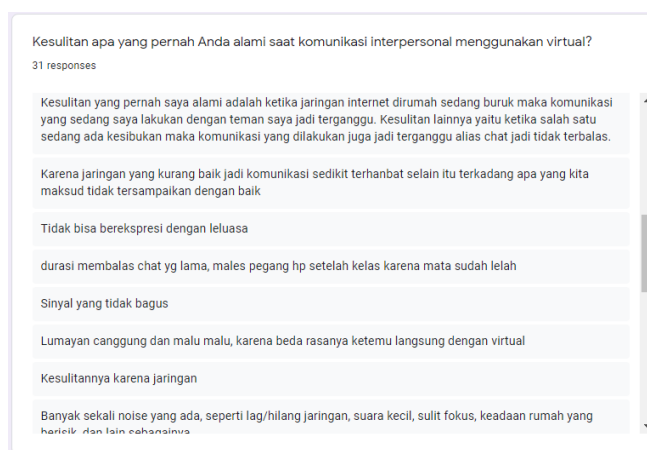 Kesulitan apa yang pernah Anda alami saat komunikasi interpersonal menggunakan virtual?
31 responses
Kesulitan yang pernah saya alami adalah ketika jaringan internet dirumah sedang buruk maka komunikasi
yang sedang saya lakukan dengan teman saya jadi terganggu. Kesulitan lainnya yaitu ketika salah satu
sedang ada kesibukan maka komunikasi yang dilakukan juga jadi terganggu alias chat jadi tidak terbalas.
Karena jaringan yang kurang baik jadi komunikasi sedikit terhanbat selain itu terkadang apa yang kita
maksud tidak tersampaikan dengan baik
Tidak bisa berekspresi dengan leluasa
durasi membalas chat yg lama, males pegang hp setelah kelas karena mata sudah lelah
Sinyal yang tidak bagus
Lumayan canggung dan malu malu, karena beda rasanya ketemu langsung dengan virtual
Kesulitannya karena jaringan
Banyak sekali noise yang ada, seperti lag/hilang jaringan, suara kecil, sulit fokus, keadaan rumah yang
berisik, dan lain sebagainya